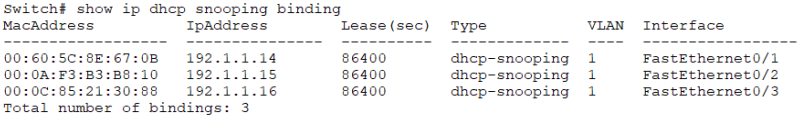 Switch# show ip dhcp snooping binding
MacAddress          IpAddress        Lease(sec)  Type           VLAN  Interface
------------------  ---------------  ----------  -------------  ----  -----------------
00:60:5C:8E:67:0B   192.1.1.14       86400       dhcp-snooping  1     FastEthernet0/1
00:0A:F3:B3:B8:10   192.1.1.15       86400       dhcp-snooping  1     FastEthernet0/2
00:0C:85:21:30:88   192.1.1.16       86400       dhcp-snooping  1     FastEthernet0/3
Total number of bindings: 3